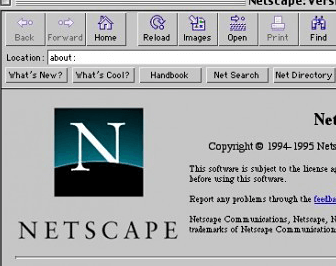 Netscape: Versi
Back Forward Home Reload Images Open Print Find
Location: about:
What's New? What's Cool? Handbook Net Search Net Directory
N
Net
Copyright © 1994-1995 Nets
This software is subject to the license a
before using this software.
Report any problems through the feedba
Netscape Communications, Netscape, N
trademarks of Netscape Communication
NETSCAPE